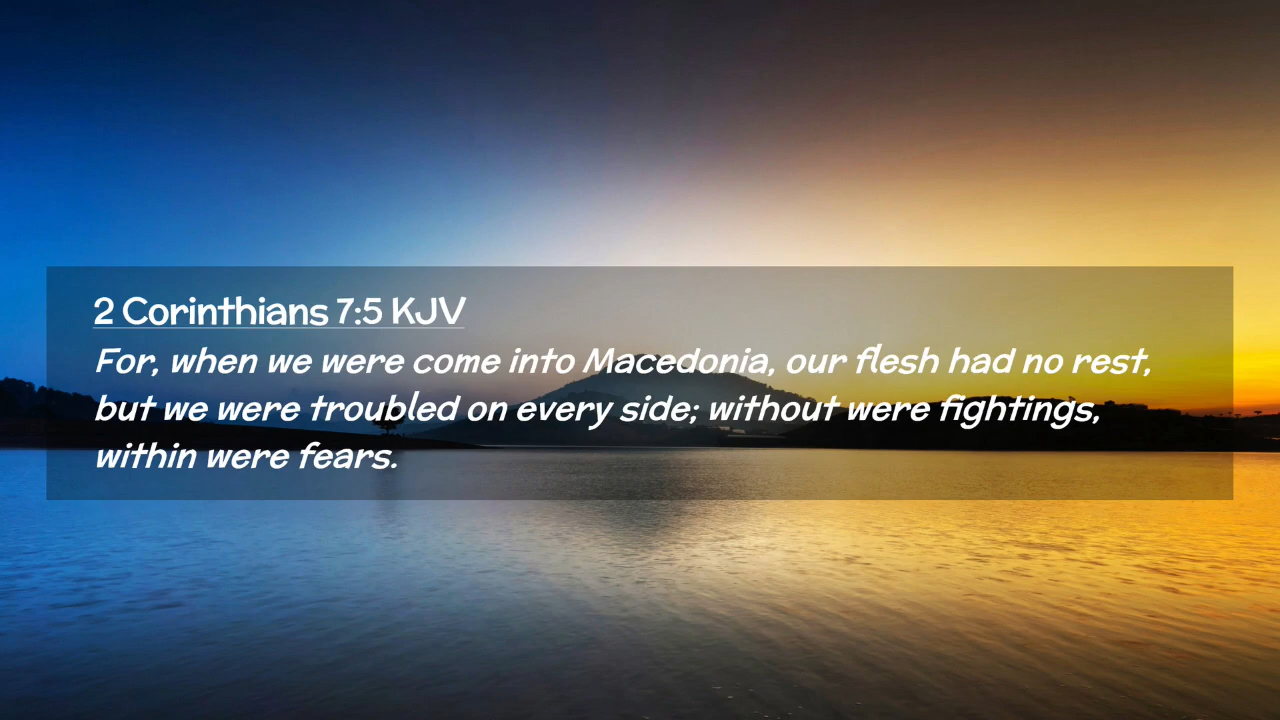 2 Corinthians 7:5 KJV
For, when we were come into Macedonia, our flesh had no rest,
but we were troubled on every side; without were fightings,
within were fears.